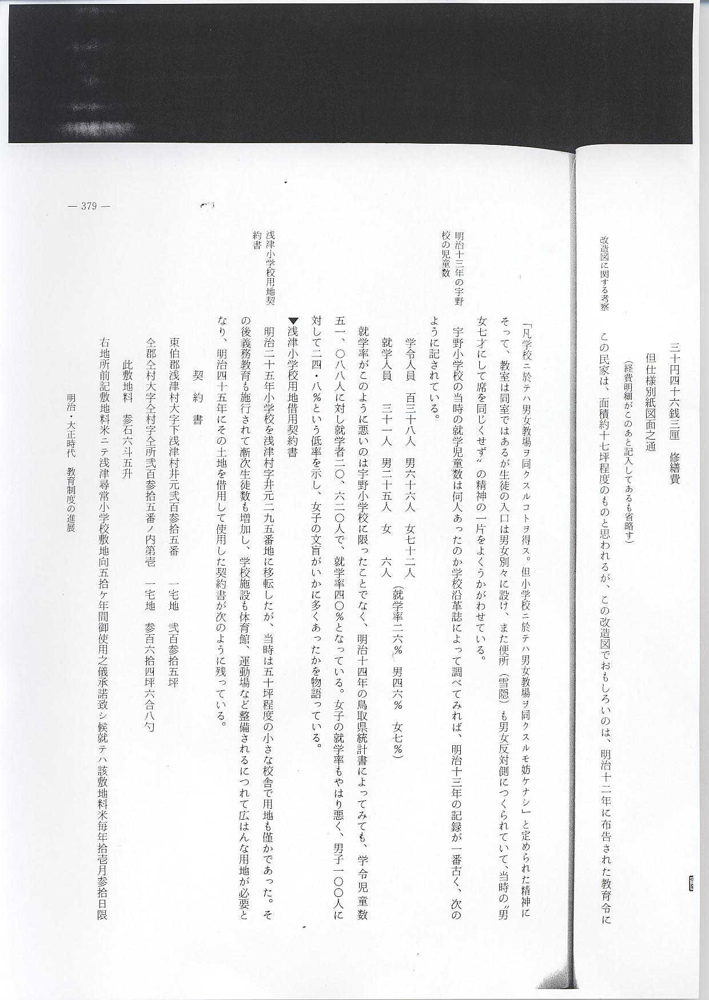 三十円四十六銭三厘　修繕費
但仕様別紙図面之通
（経費明細がこのあと記入してあるも省略す）
改造図に関する考察
この民家は、面積約十七坪程度のものと思われるが、この改造図でおもしろいのは、明治十二年に布告された教育令に
「凡学校ニ於テハ男女教場ヲ同クスルコトヲ得ス。但小学校ニ於テハ男女教場ヲ同クスルモ妨ケナシ」と定められた精神に
そって、教室は同室ではあるが生徒の入口は男女別々に設け、また便所（雪隠）も男女反対側につくられていて、当時の〝男
女七才にして席を同じくせず〟の精神の一片をよくうかがわせている。
明治十三年の宇野
校の児童数
宇野小学校の当時の就学児童数は何人あったのか学校沿革誌によって調べてみれば、明治十三年の記録が一番古く、次の
ように記されている。
学令人員　百三十八人　男六十六人　女七十二人
就学人員　三十一人　男二十五人　女　六人
（就学率二六％　男四六％　女七％）
就学率がこのように悪いのは宇野小学校に限ったことでなく、明治十四年の鳥取県統計書によってみても、学令児童数
五一、〇八八人に対し就学者二〇、六二〇人で、就学率四〇％となっている。女子の就学率もやはり悪く、男子一〇〇人に
対して二四・八％という低率を示し、女子の文盲がいかに多くあったかを物語っている。
▼浅津小学校用地借用契約書
浅津小学校用地契
約書
明治二十五年小学校を浅津村字井元二九五番地に移転したが、当時は五十坪程度の小さな校舎で用地も僅かであった。そ
の後義務教育も施行されて漸次生徒数も増加し、学校施設も体育館、運動場など整備されるにつれて広はんな用地が必要と
なり、明治四十五年にその土地を借用して使用した契約書が次のように残っている。
契約書
東伯郡浅津村大字下浅津村井元弐百参拾五番　一宅地　弐百参拾五坪
仝郡仝村大字仝村字仝所弐百参拾五番ノ内第壱　一宅地　参百六拾四坪六合八勺
此敷地料　参石六斗五升
右地所前記敷地料米ニテ浅津尋常小学校敷地向五拾ケ年間御使用之儀承諾致シ候就テハ該敷地料米毎年拾壱月参拾日限
明治・大正時代　教育制度の進展
— 379 —